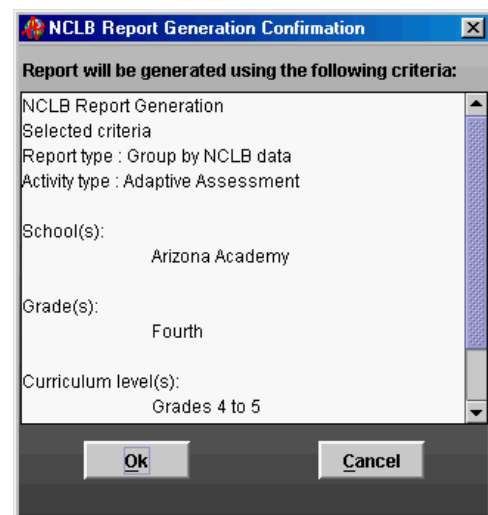 NCLB Report Generation Confirmation
Report will be generated using the following criteria:
NCLB Report Generation
Selected criteria
Report type : Group by NCLB data
Activity type : Adaptive Assessment
School(s):
Arizona Academy
Grade(s):
Fourth
Curriculum level(s):
Grades 4 to 5
Ok Cancel